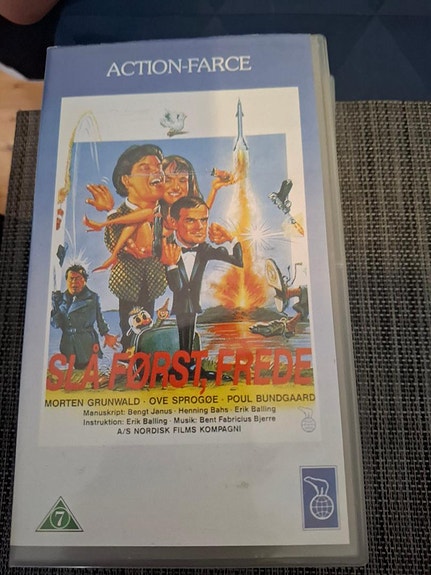 ACTION-FARCE
SLÅ FØRST, FREDE
MORTEN GRUNWALD · OVE SPROGØE · POUL BUNDGAARD
Manuskript: Bengt Janus · Henning Bahs · Erik Balling
Instruktion: Erik Balling · Musik: Bent Fabricius Bjerre
A/S NORDISK FILMS KOMPAGNI
7